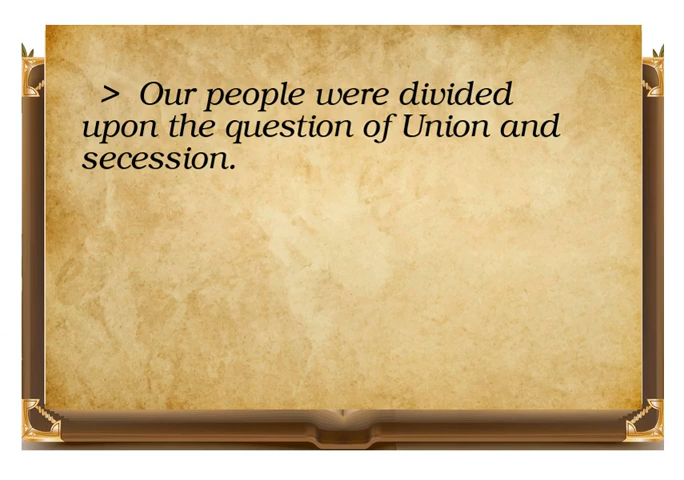 > Our people were divided
upon the question of Union and
secession.